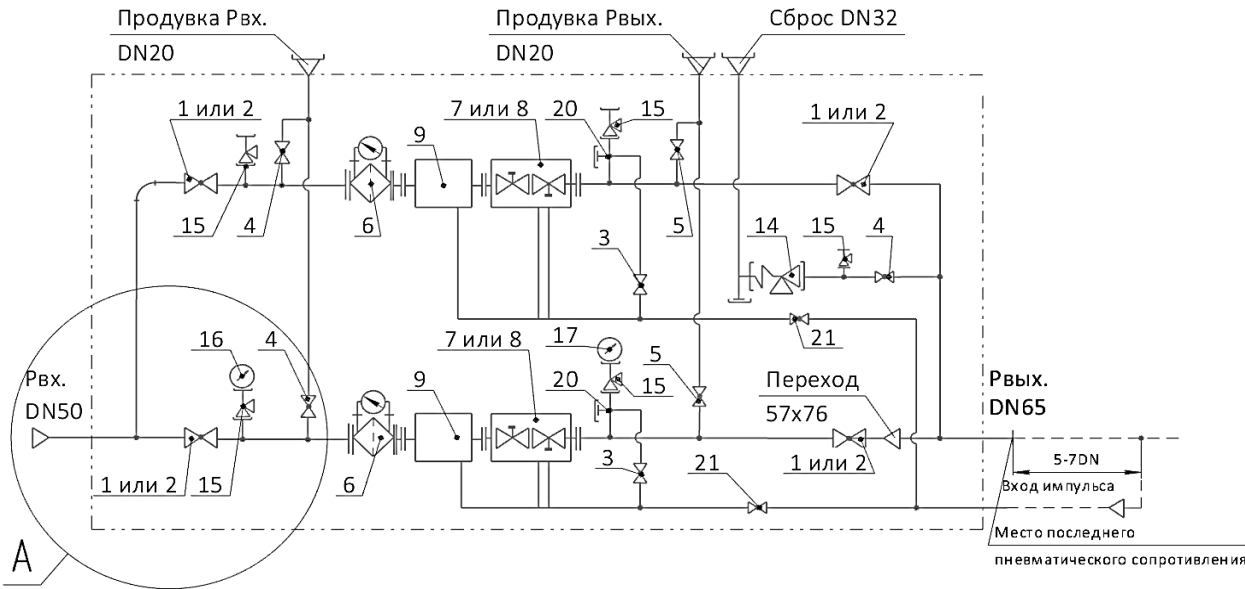 Продувка Рвх.
DN20
Продувка Рвых.
DN20
Сброс DN32
1 или 2
9
7 или 8
20
15
1 или 2
15
4
6
3
5
14
15
4
16
4
7 или 8
17
5
21
Рвх.
DN50
9
20
15
Переход
57х76
Рвых.
DN65
1 или 2
15
6
3
21
1 или 2
5-7DN
Вход импульса
А
Место последнего
пневматического сопротивления